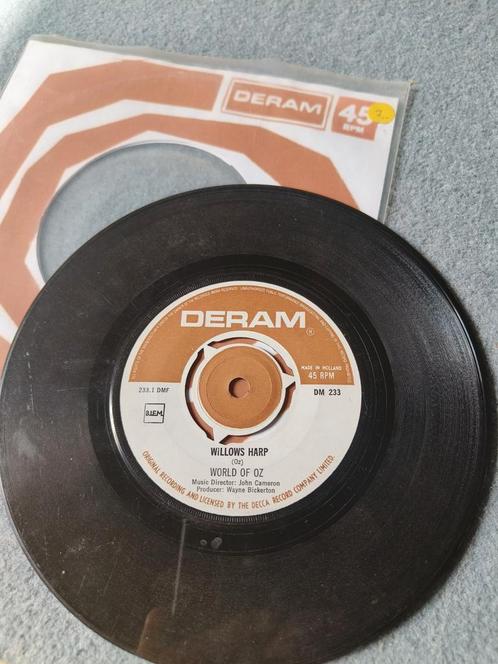 DERAM
45
RPM
DERAM
MADE IN HOLLAND
45 RPM
233.1 DMF
DM 233
B.I.E.M.
WiLLOWS HARP
(Oz)
WORLD OF OZ
Music Director: John Cameron
Producer: Wayne Bickerton
ORIGINAL RECORDING AND LICENSED BY THE DECCA RECORD COMPANY LIMITED.